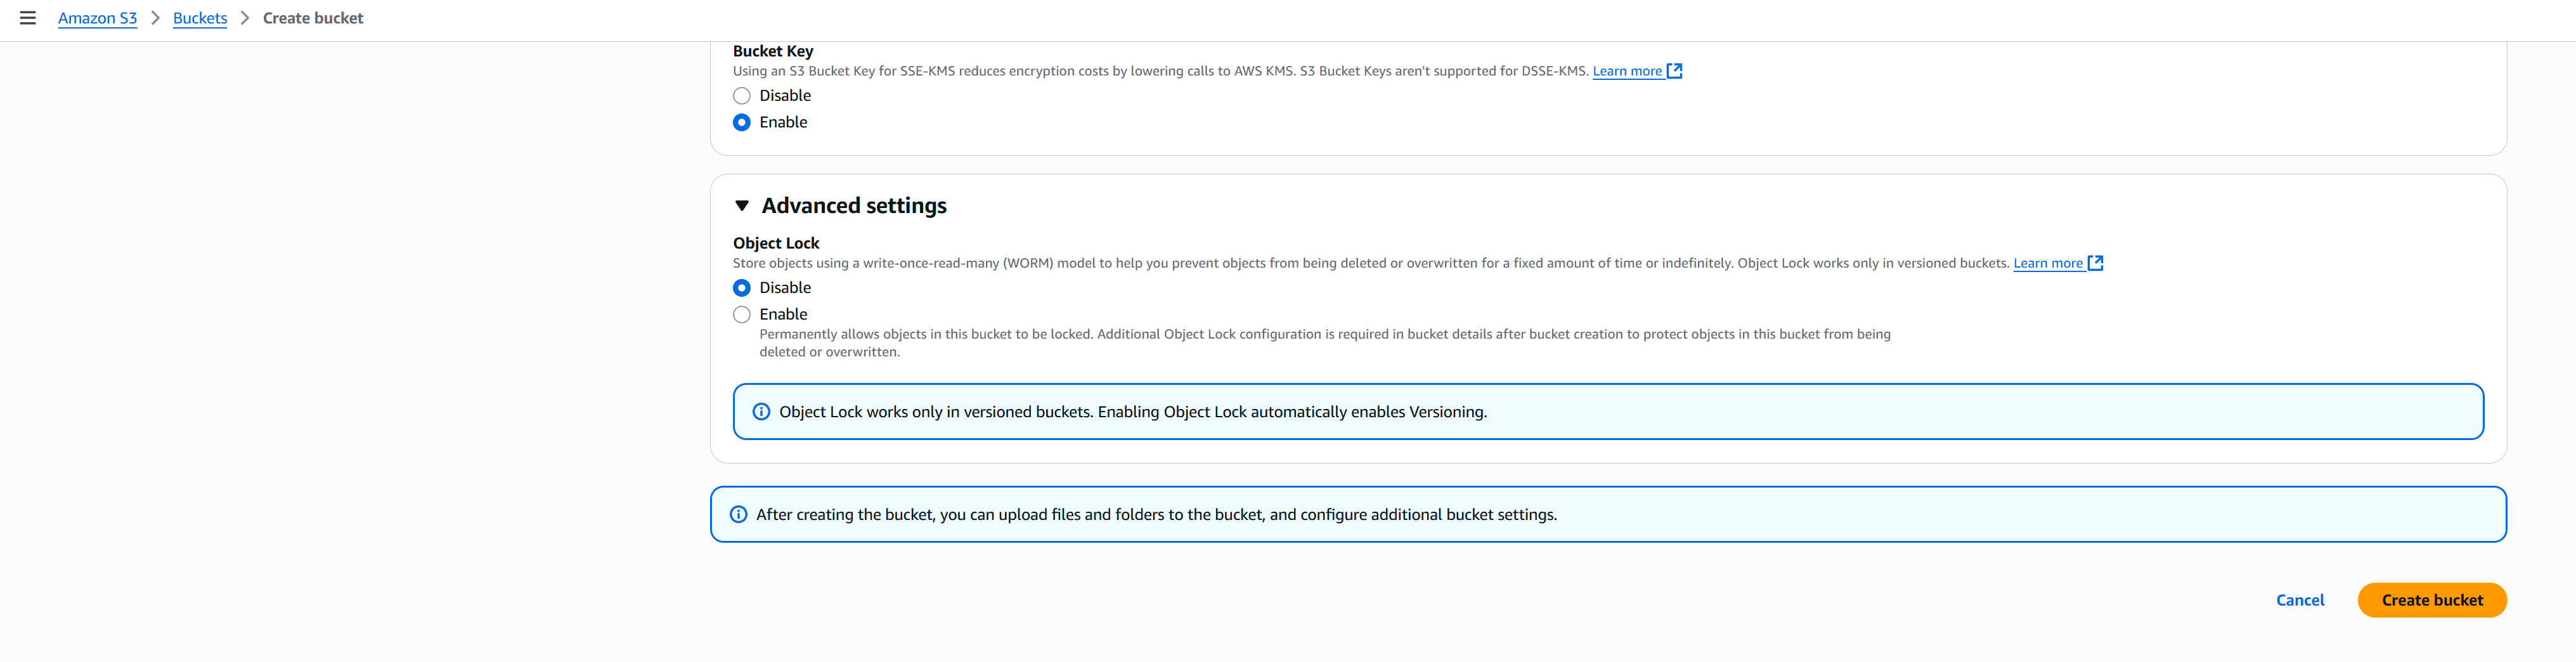 Amazon S3 > Buckets > Create bucket
Bucket Key
Using an S3 Bucket Key for SSE-KMS reduces encryption costs by lowering calls to AWS KMS. S3 Bucket Keys aren't supported for DSSE-KMS. Learn more
Disable
Enable
Advanced settings
Object Lock
Store objects using a write-once-read-many (WORM) model to help you prevent objects from being deleted or overwritten for a fixed amount of time or indefinitely. Object Lock works only in versioned buckets. Learn more
Disable
Enable
Permanently allows objects in this bucket to be locked. Additional Object Lock configuration is required in bucket details after bucket creation to protect objects in this bucket from being
deleted or overwritten.
Object Lock works only in versioned buckets. Enabling Object Lock automatically enables Versioning.
After creating the bucket, you can upload files and folders to the bucket, and configure additional bucket settings.
Cancel Create bucket